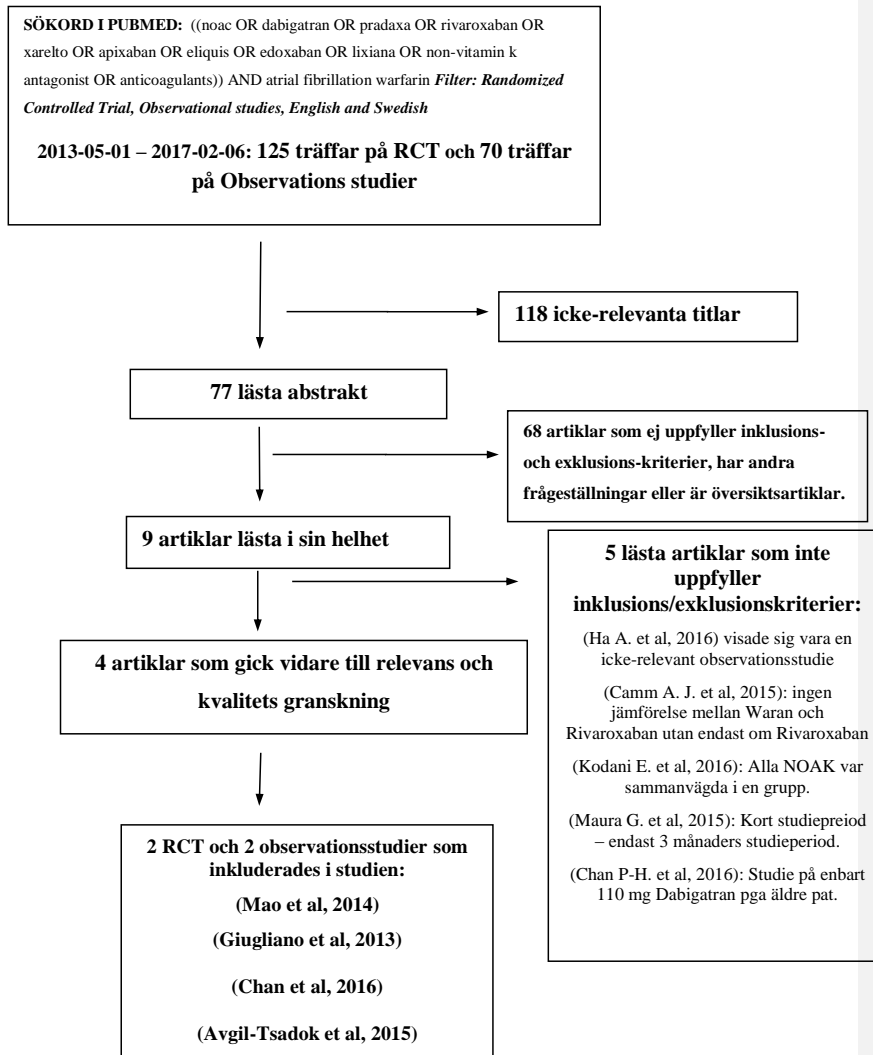 SÖKORD I PUBMED: ((noac OR dabigatran OR pradaxa OR rivaroxaban OR
xarelto OR apixaban OR eliquis OR edoxaban OR lixiana OR non-vitamin k
antagonist OR anticoagulants)) AND atrial fibrillation warfarin Filter: Randomized
Controlled Trial, Observational studies, English and Swedish
2013-05-01 – 2017-02-06: 125 träffar på RCT och 70 träffar
på Observations studier
118 icke-relevanta titlar
77 lästa abstrakt
68 artiklar som ej uppfyller inklusions-
och exklusions-kriterier, har andra
frågeställningar eller är översiktsartiklar.
9 artiklar lästa i sin helhet
5 lästa artiklar som inte
uppfyller
inklusions/exklusionskriterier:
(Ha A. et al, 2016) visade sig vara en
icke-relevant observationsstudie
(Camm A. J. et al, 2015): ingen
jämförelse mellan Waran och
Rivaroxaban utan endast om Rivaroxaban
(Kodani E. et al, 2016): Alla NOAK var
sammanvägda i en grupp.
(Maura G. et al, 2015): Kort studiepreiod
– endast 3 månaders studieperiod.
(Chan P-H. et al, 2016): Studie på enbart
110 mg Dabigatran pga äldre pat.
4 artiklar som gick vidare till relevans och
kvalitets granskning
2 RCT och 2 observationsstudier som
inkluderades i studien:
(Mao et al, 2014)
(Giugliano et al, 2013)
(Chan et al, 2016)
(Avgil-Tsadok et al, 2015)